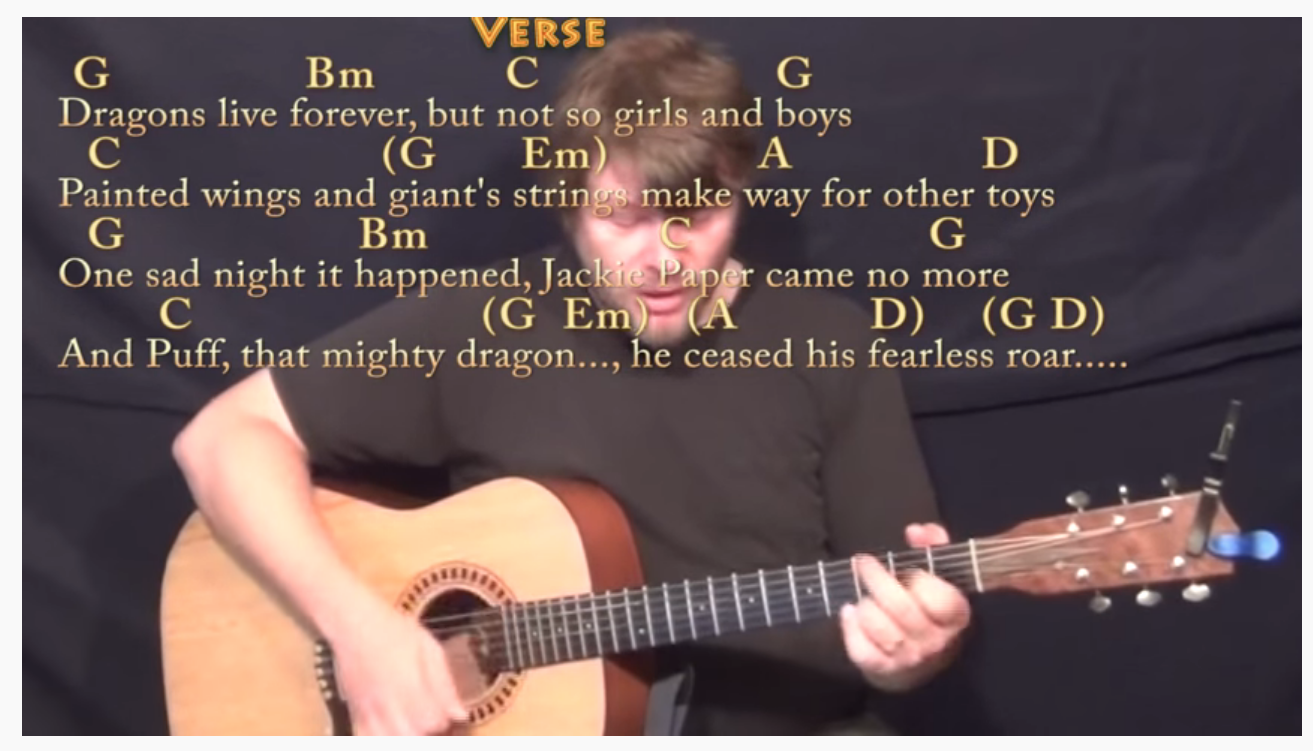 VERSE
G Bm C G
Dragons live forever, but not so girls and boys
C (G Em) A D
Painted wings and giant's strings make way for other toys
G Bm C G
One sad night it happened, Jackie Paper came no more
C (G Em) (A D) (G D)
And Puff, that mighty dragon..., he ceased his fearless roar.....